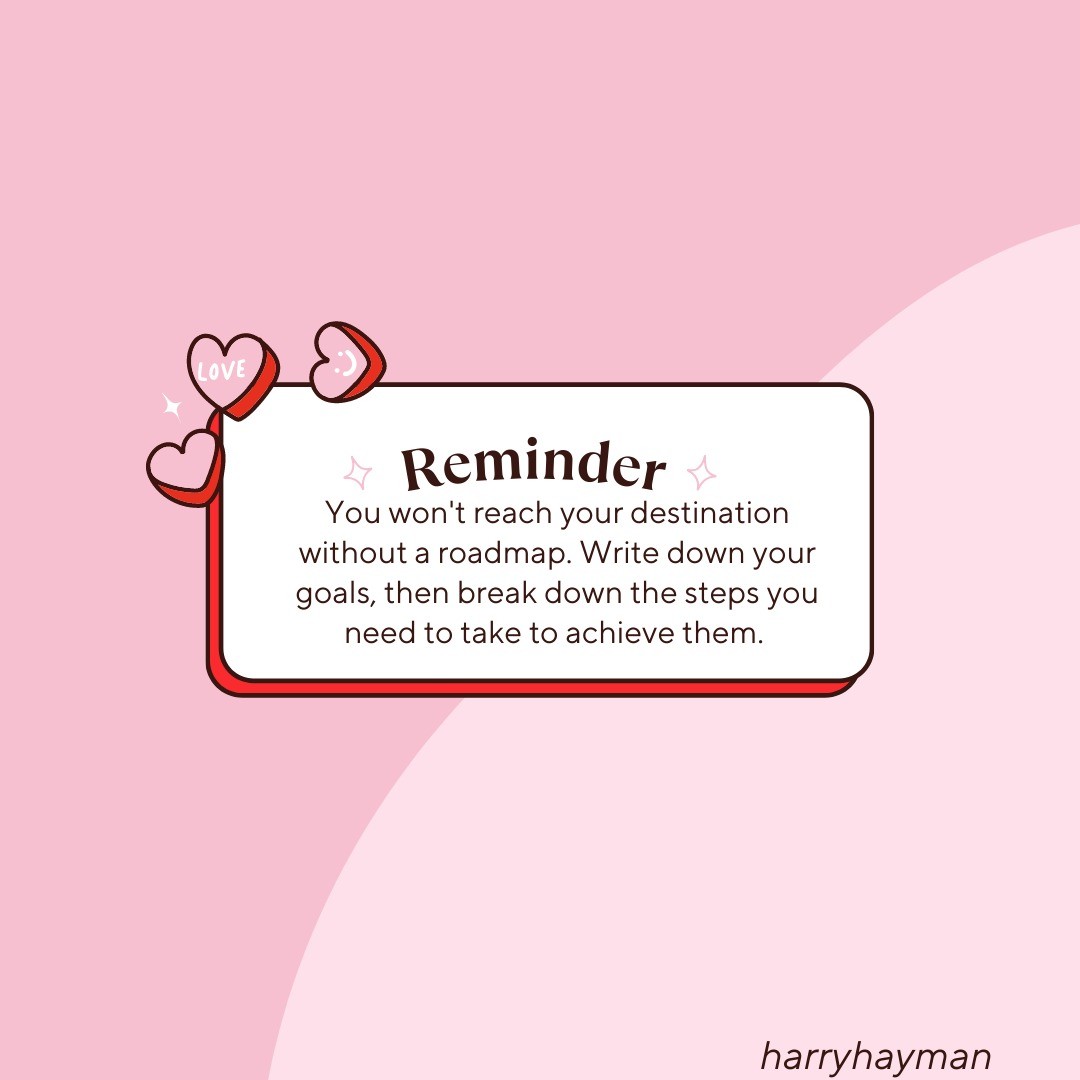 LOVE
:)
Reminder
You won't reach your destination
without a roadmap. Write down your
goals, then break down the steps you
need to take to achieve them.
harryhayman